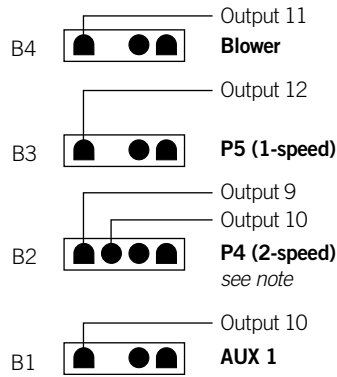 Output 11
B4
Blower
Output 12
B3
P5 (1-speed)
Output 9
Output 10
B2
P4 (2-speed)
see note
Output 10
B1
AUX 1